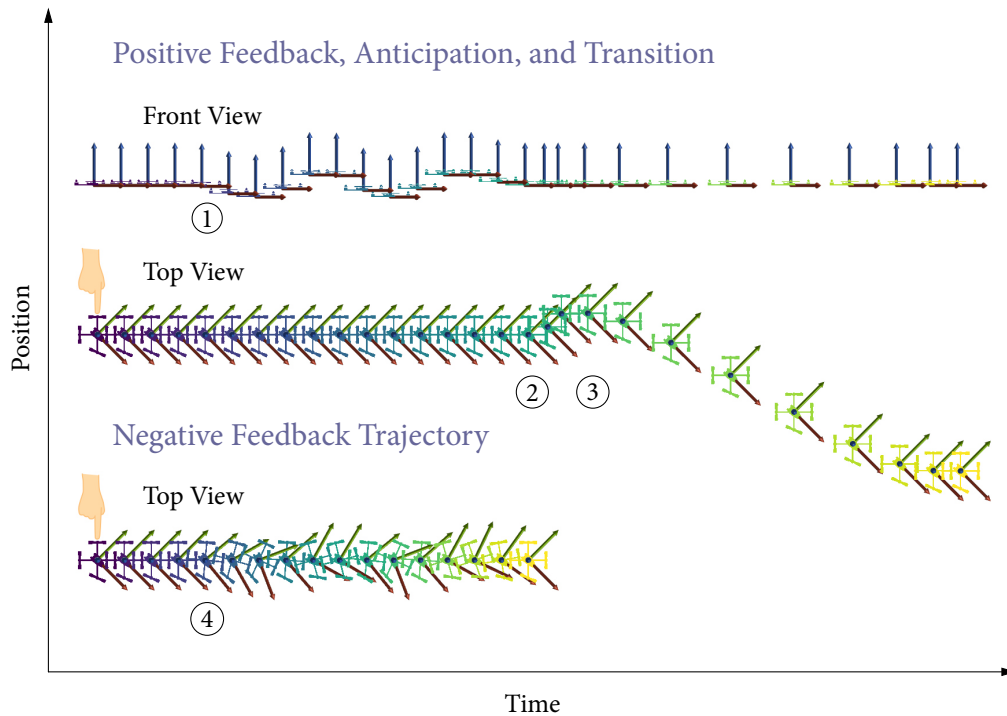 Positive Feedback, Anticipation, and Transition
Front View
①
Top View
② ③
Negative Feedback Trajectory
Top View
④
Position
Time